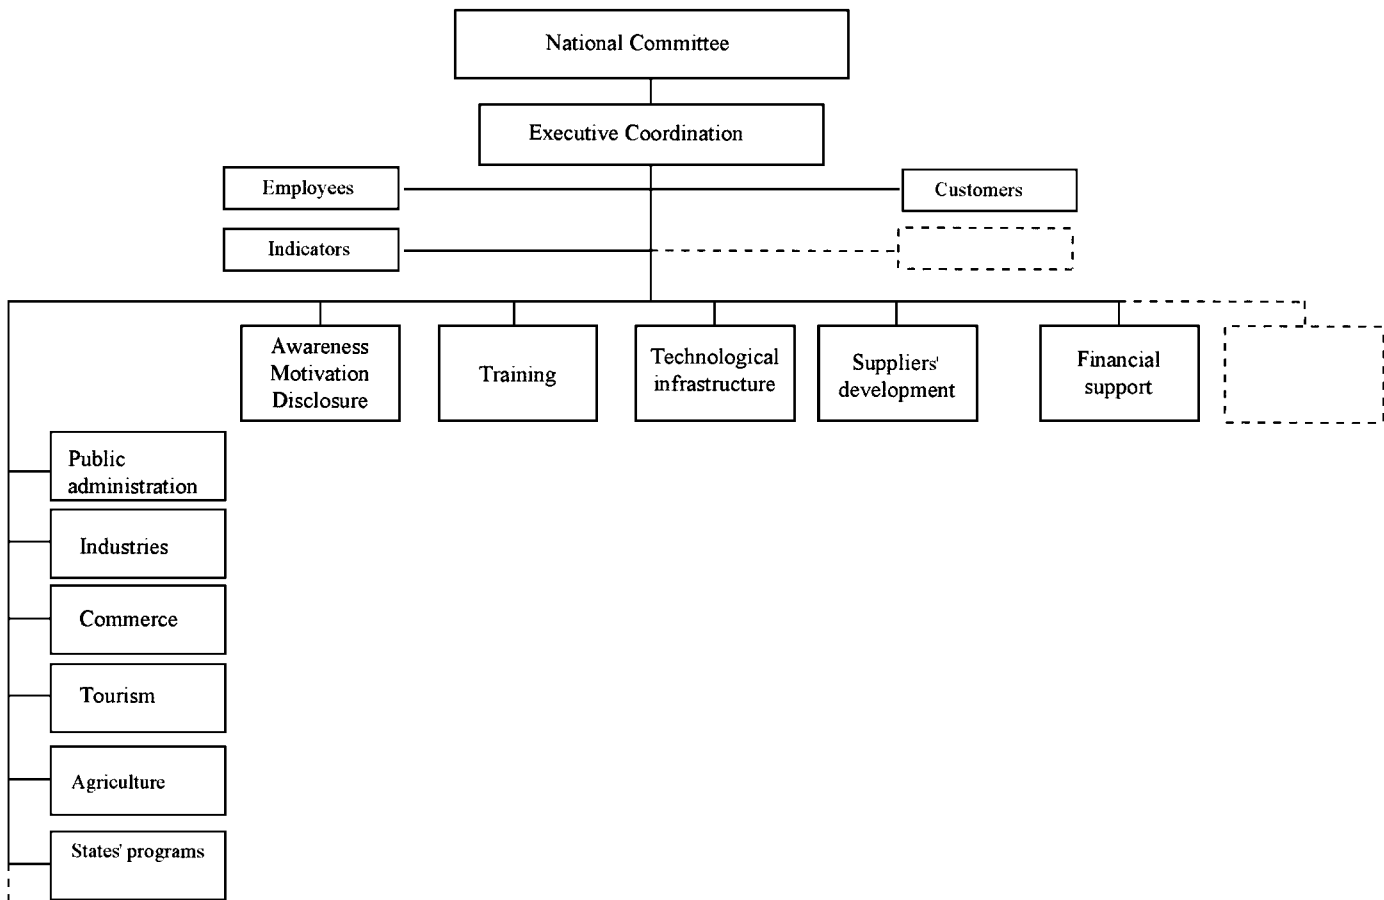 National Committee
Executive Coordination
Employees
Customers
Indicators
Awareness
Motivation
Disclosure
Training
Technological
infrastructure
Suppliers'
development
Financial
support
Public
administration
Industries
Commerce
Tourism
Agriculture
States' programs